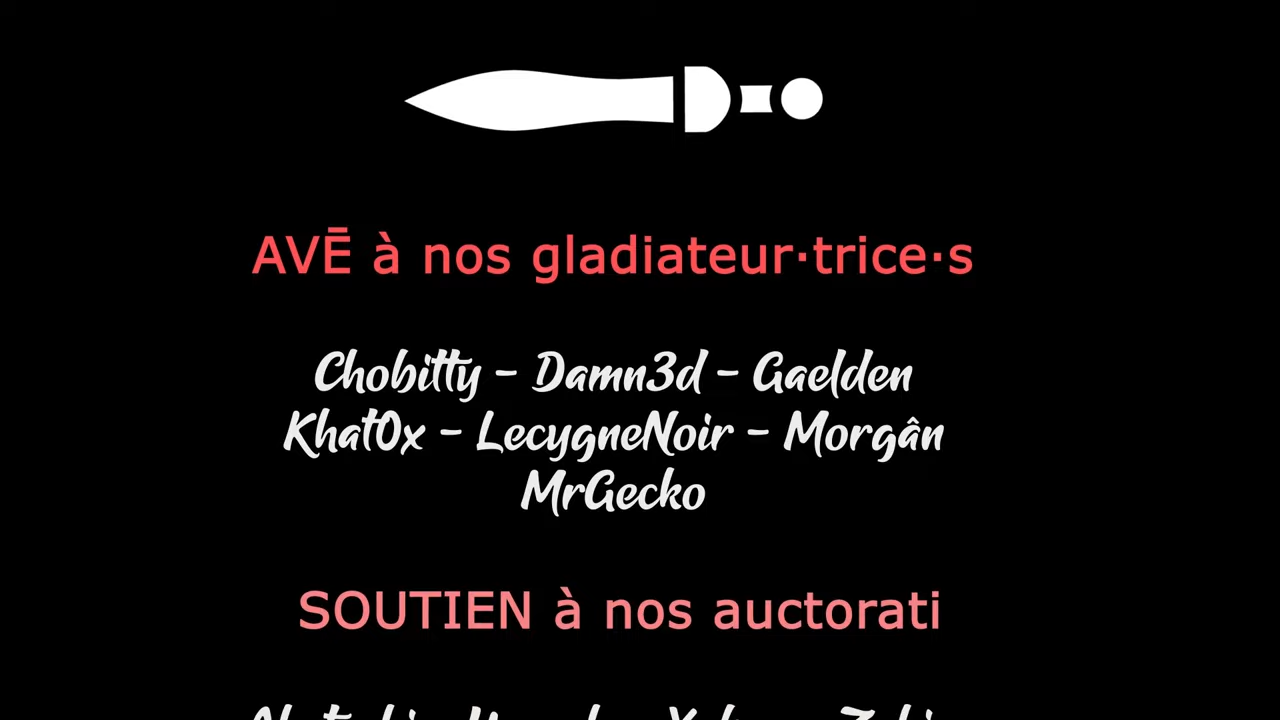 AVĒ à nos gladiateur·trice·s
Chobitty - Damn3d - Gaelden
Khat0x - LecygneNoir - Morgân
MrGecko
SOUTIEN à nos auctorati